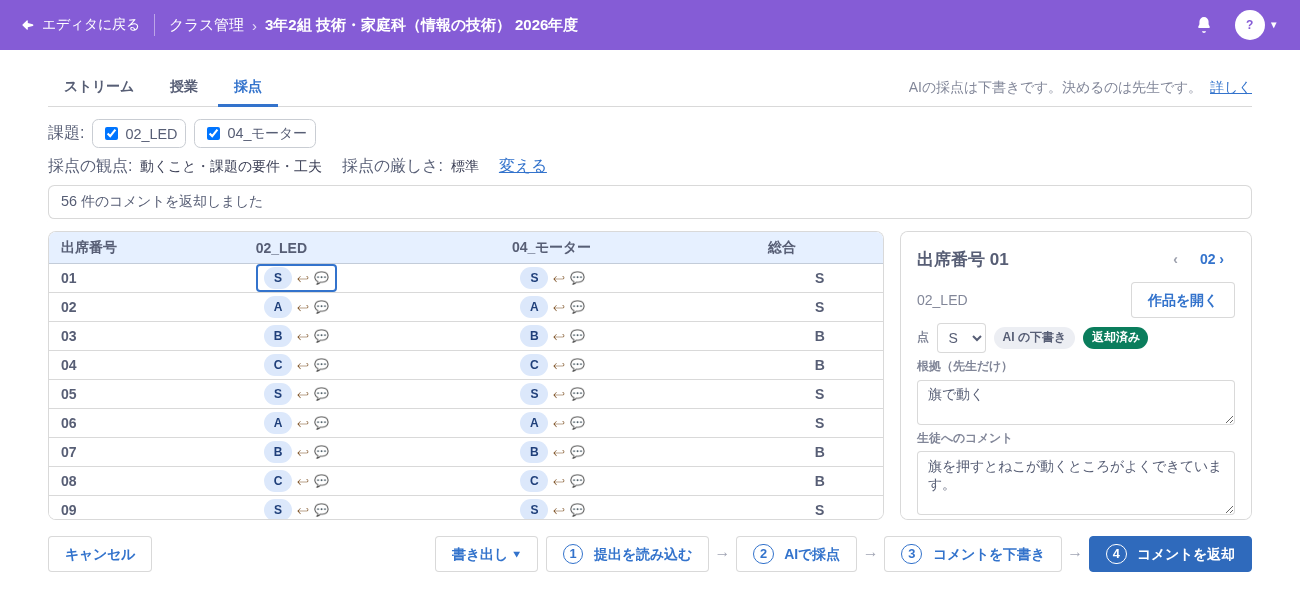 エディタに戻る クラス管理 › 3年2組 技術・家庭科（情報の技術） 2026年度 ?
ストリーム 授業 採点 AIの採点は下書きです。決めるのは先生です。 詳しく
課題: 02_LED 04_モーター
採点の観点: 動くこと・課題の要件・工夫 採点の厳しさ: 標準 変える
56 件のコメントを返却しました
出席番号 02_LED 04_モーター 総合
01 S S S
02 A A S
03 B B B
04 C C B
05 S S S
06 A A S
07 B B B
08 C C B
09 S S S
出席番号 01 ‹ 02 ›
02_LED 作品を開く
点 S AI の下書き 返却済み
根拠（先生だけ）
旗で動く
生徒へのコメント
旗を押すとねこが動くところがよくできていま
す。
キャンセル 書き出し ▼ 1 提出を読み込む → 2 AIで採点 → 3 コメントを下書き → 4 コメントを返却